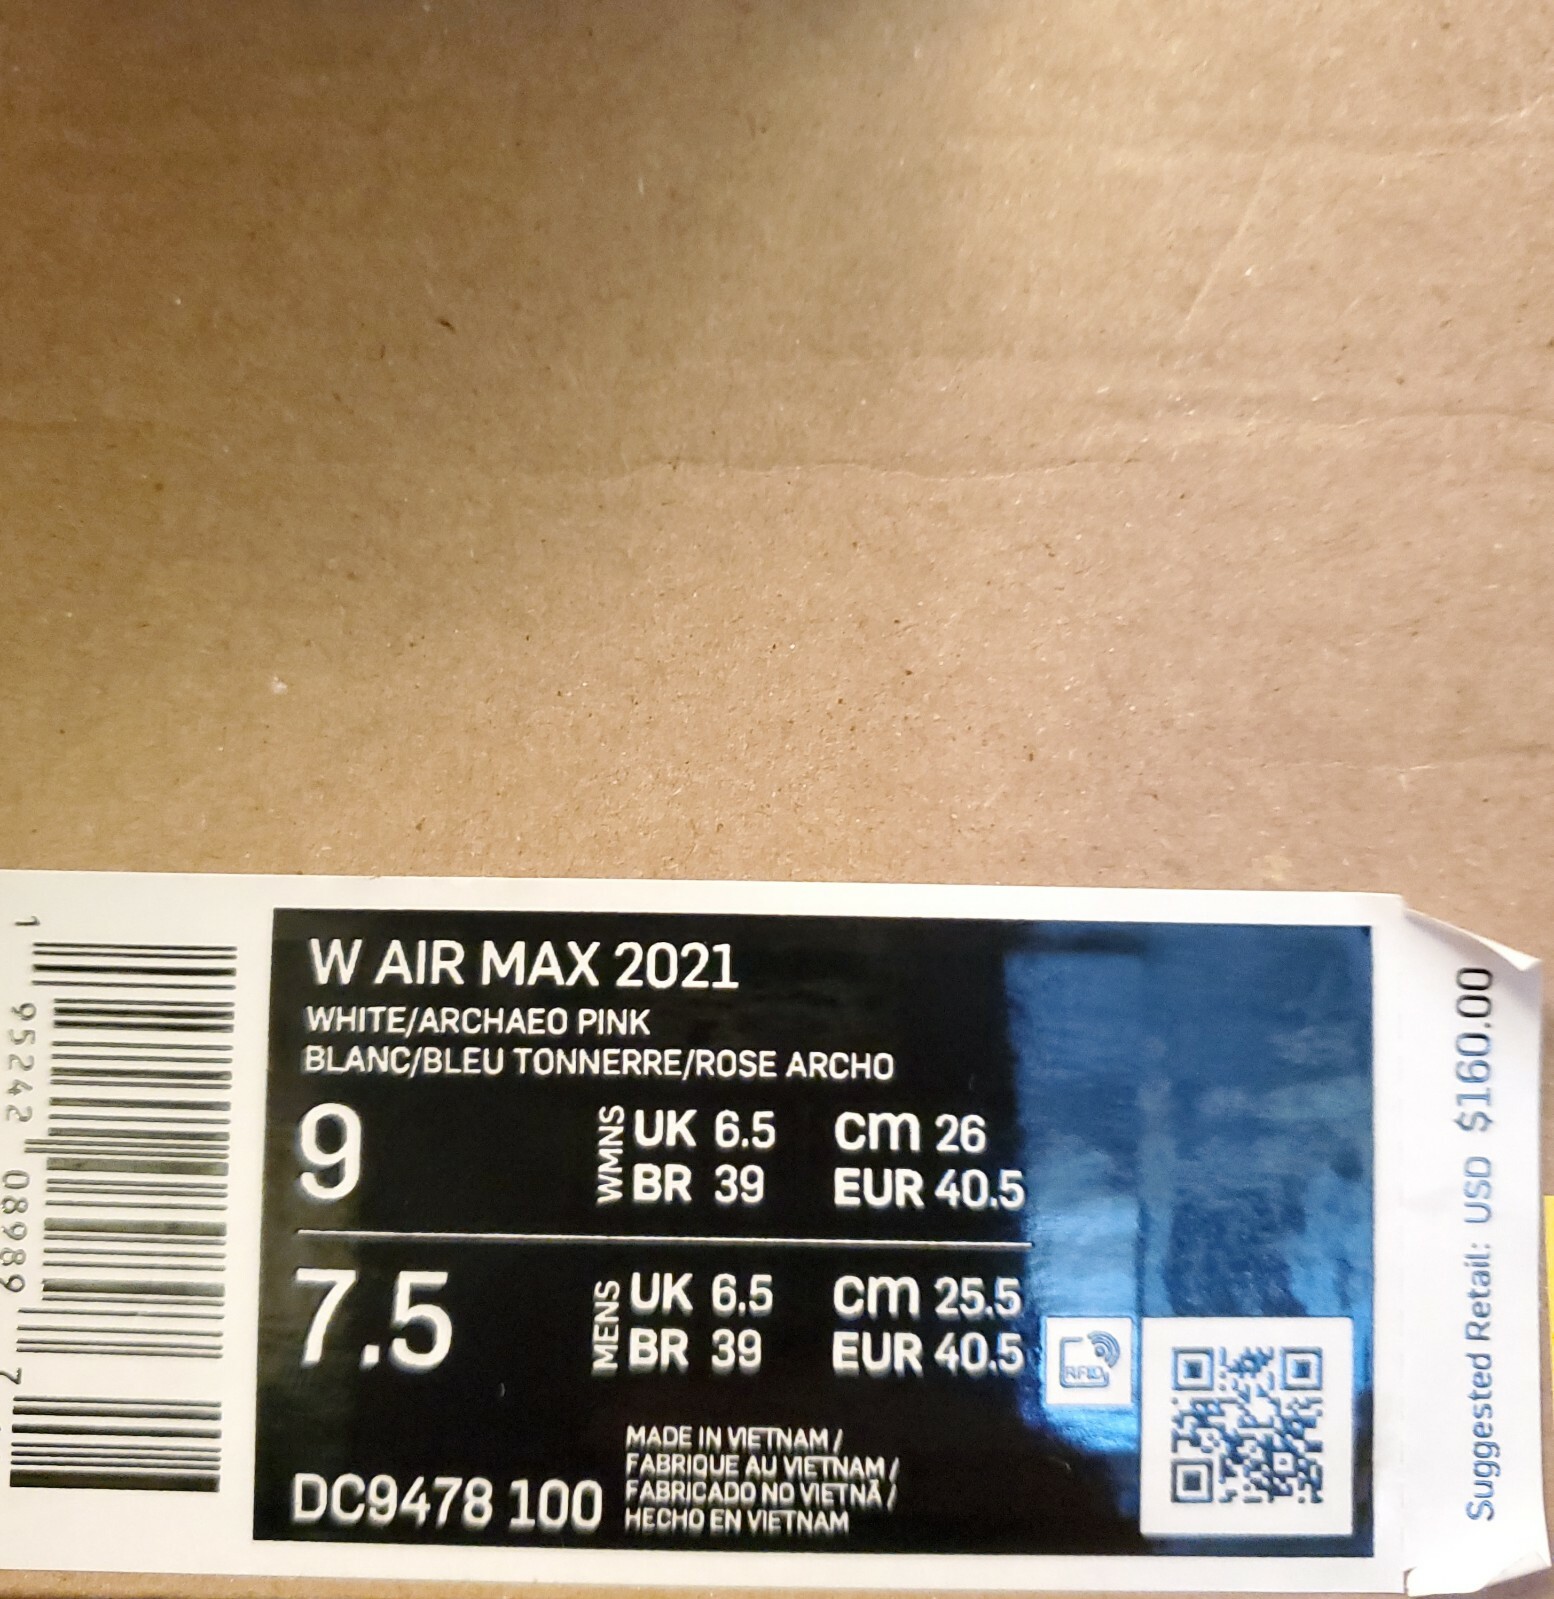 W AIR MAX 2021
WHITE/ARCHAEO PINK
BLANC/BLEU TONNERRE/ROSE ARCHO
9
WMNS
UK 6.5 cm 26
BR 39 EUR 40.5
7.5
MENS
UK 6.5 cm 25.5
BR 39 EUR 40.5
RFID
DC9478 100
MADE IN VIETNAM /
FABRIQUE AU VIETNAM /
FABRICADO NO VIETNÃ /
HECHO EN VIETNAM
1 95242 08989 7
Suggested Retail: USD $160.00